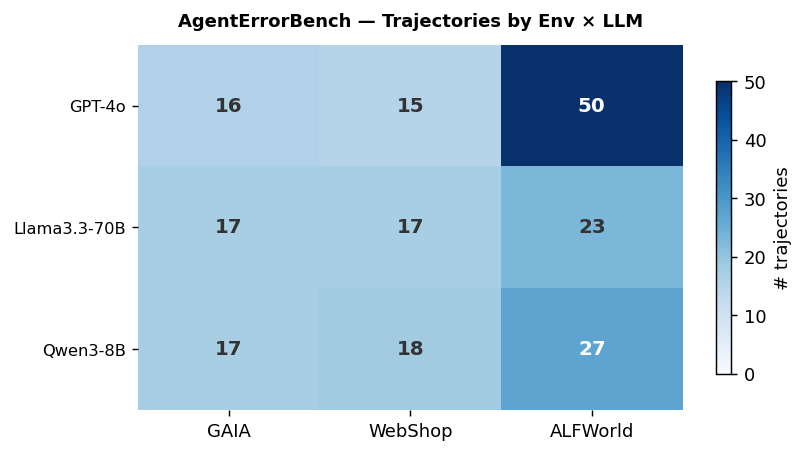 AgentErrorBench — Trajectories by Env × LLM
GPT-4o 16 15 50
Llama3.3-70B 17 17 23
Qwen3-8B 17 18 27
GAIA WebShop ALFWorld
50
40
30
20
10
0
# trajectories